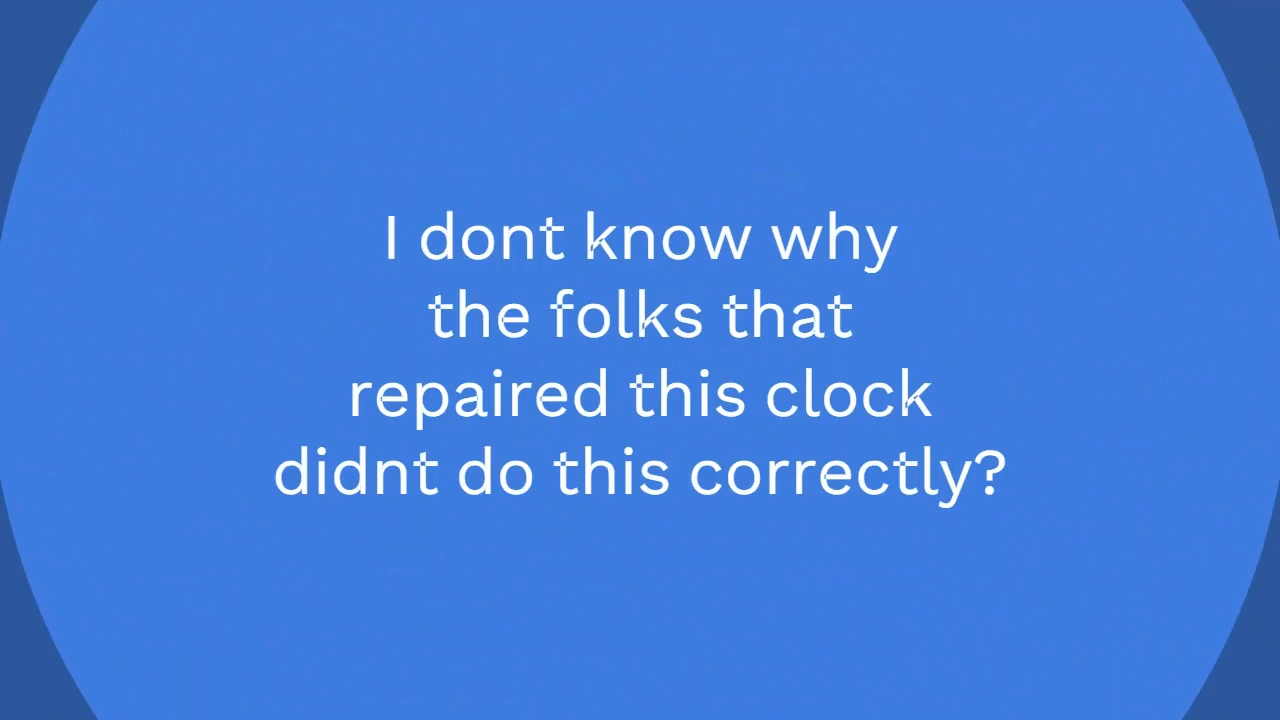 I dont know why
the folks that
repaired this clock
didnt do this correctly?